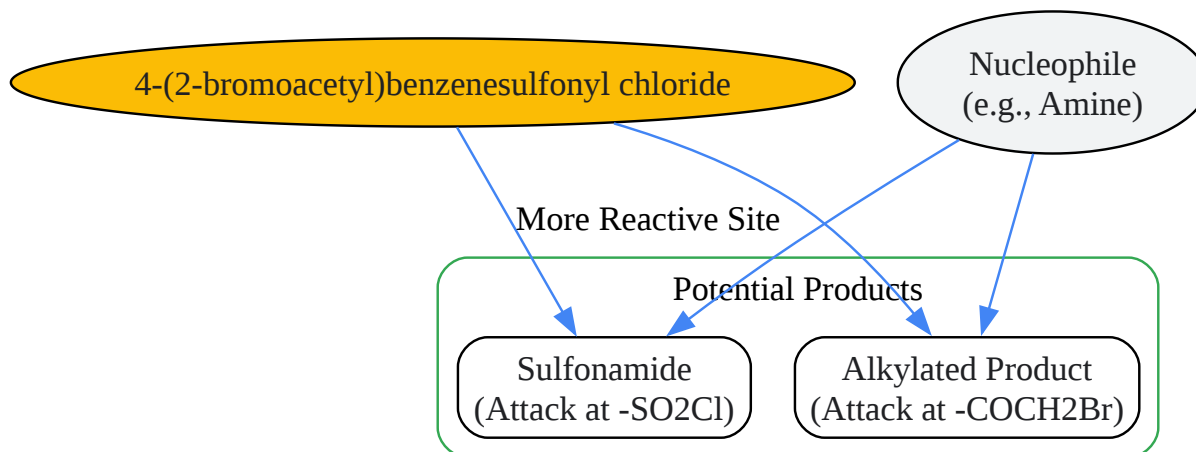 4-(2-bromoacetyl)benzenesulfonyl chloride
Nucleophile
(e.g., Amine)
More Reactive Site
Potential Products
Sulfonamide
(Attack at -SO2Cl)
Alkylated Product
(Attack at -COCH2Br)